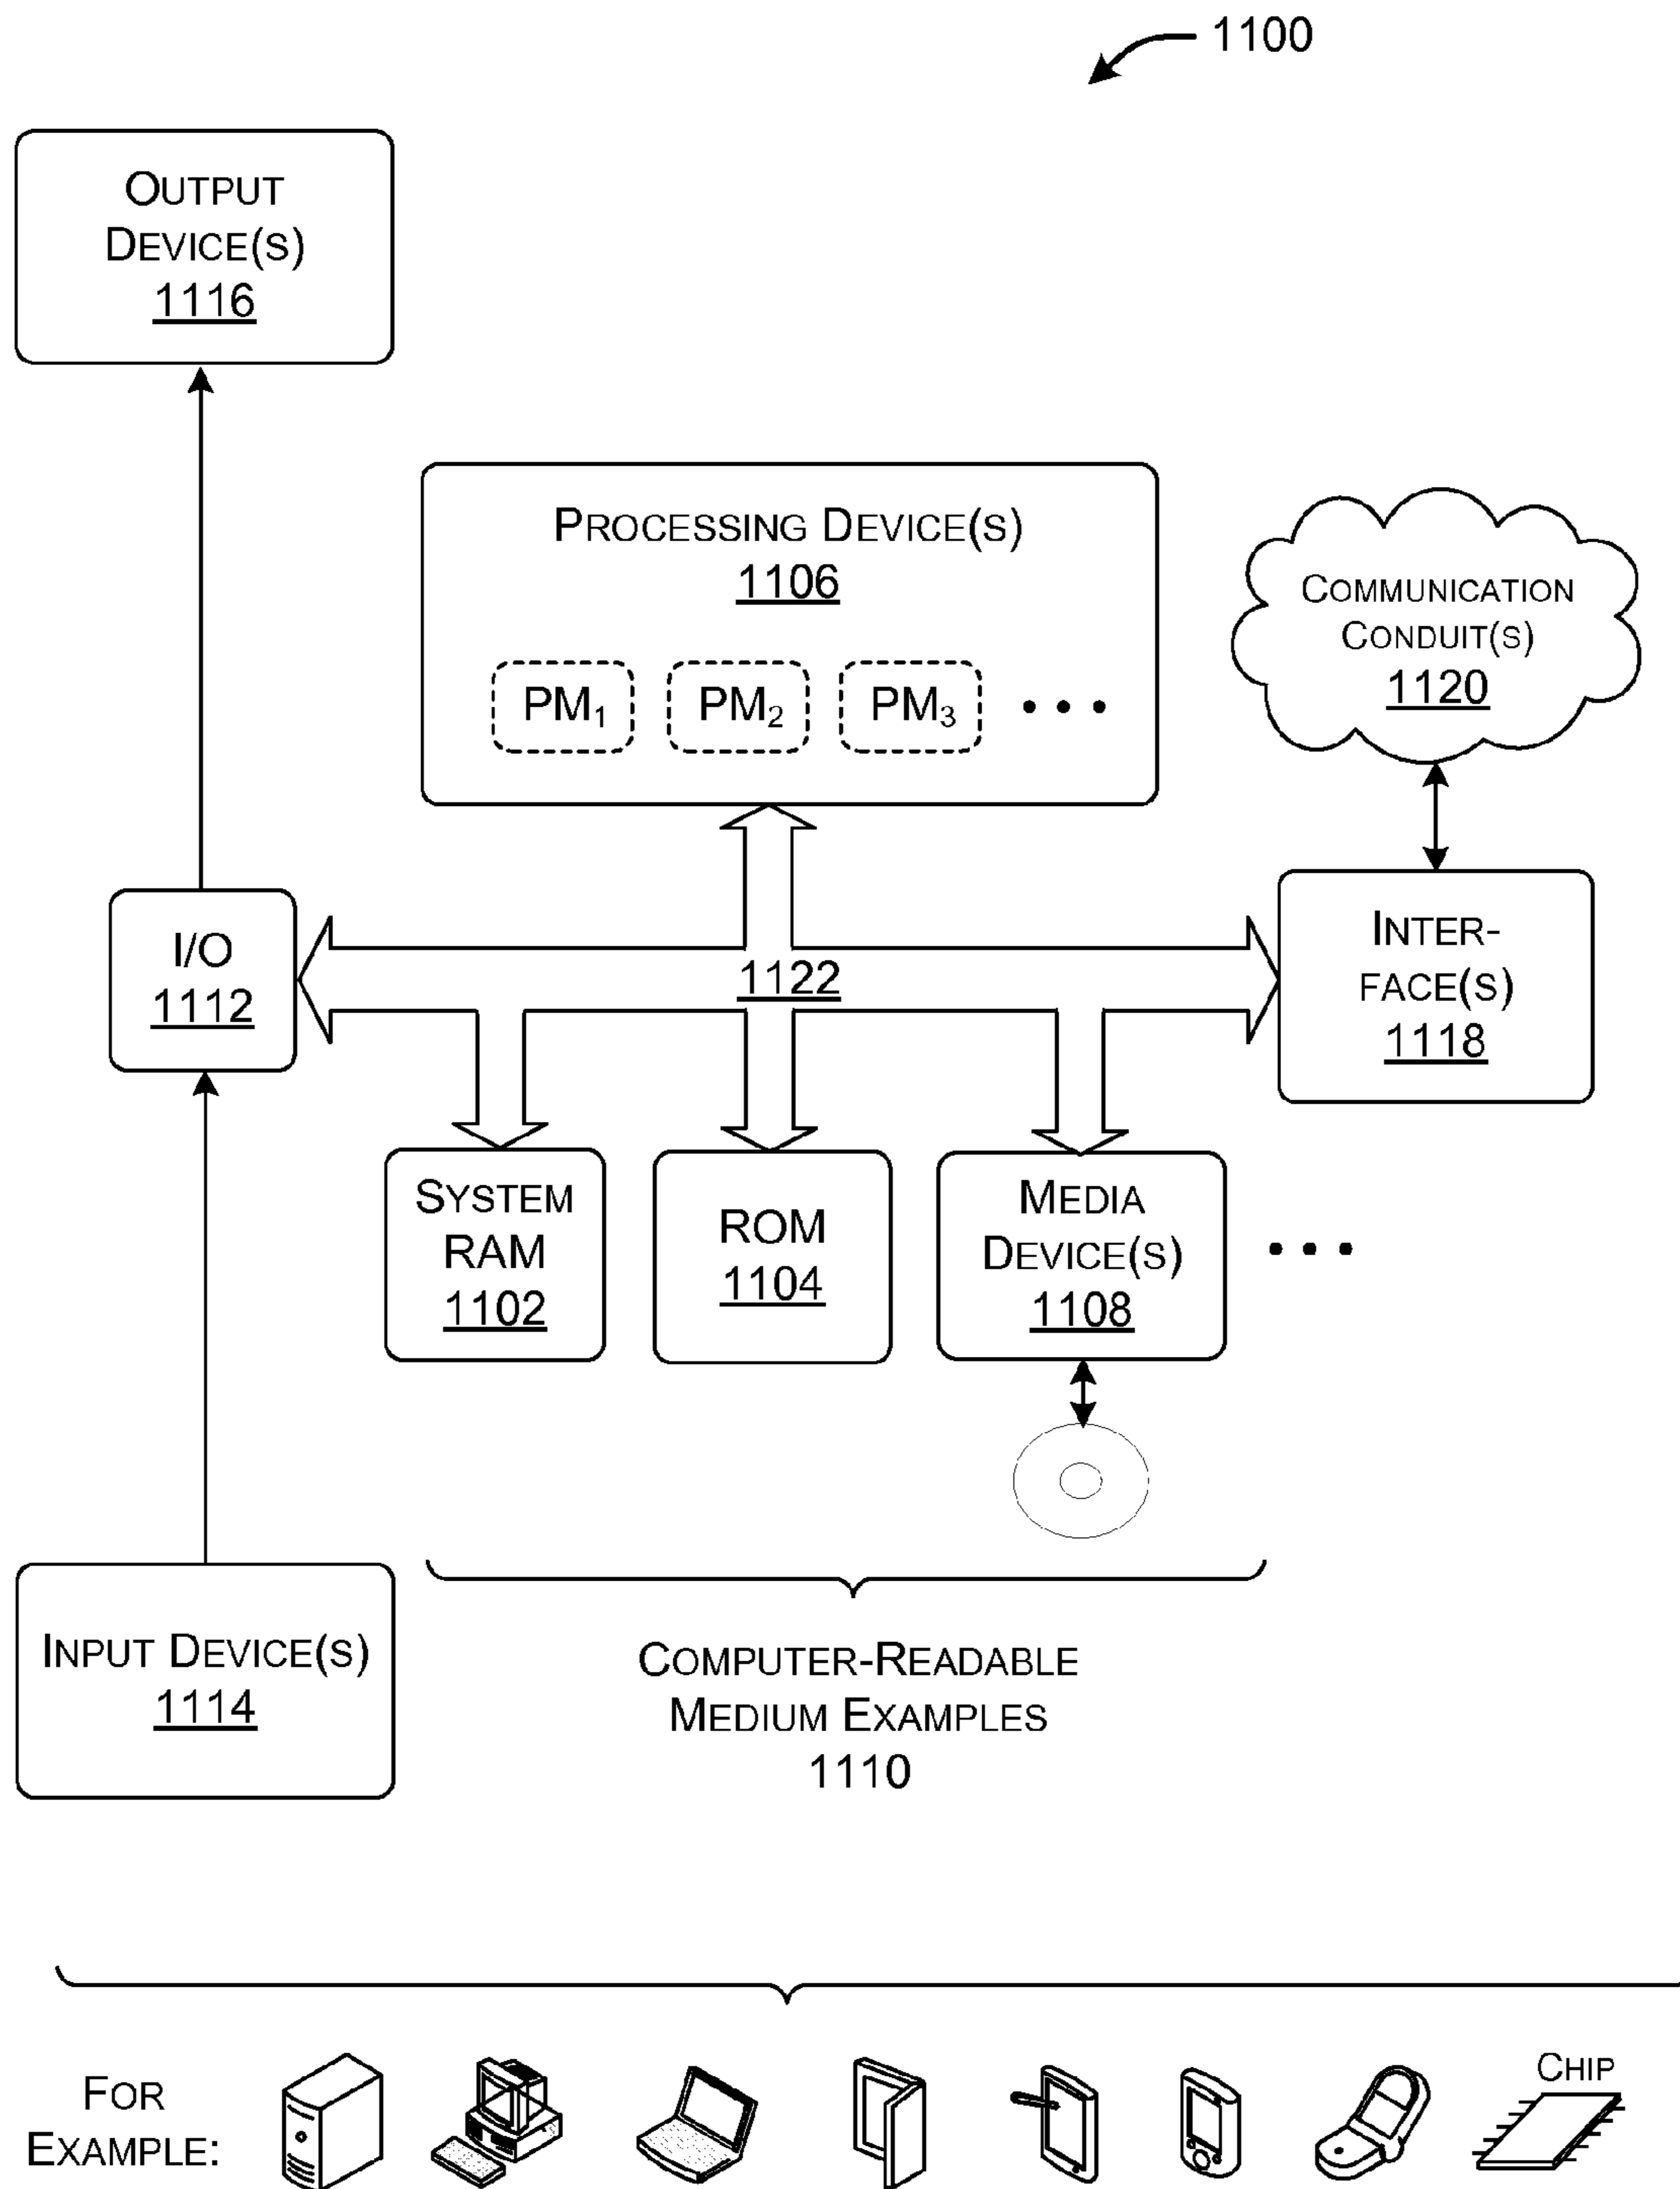 1100
OUTPUT
DEVICE(S)
1116
PROCESSING DEVICE(S)
1106
PM₁ PM₂ PM₃ •••
COMMUNICATION
CONDUIT(S)
1120
I/O
1112
1122
INTER-
FACE(S)
1118
SYSTEM
RAM
1102
ROM
1104
MEDIA
DEVICE(S)
1108
•••
INPUT DEVICE(S)
1114
COMPUTER-READABLE
MEDIUM EXAMPLES
1110
FOR
EXAMPLE:
CHIP